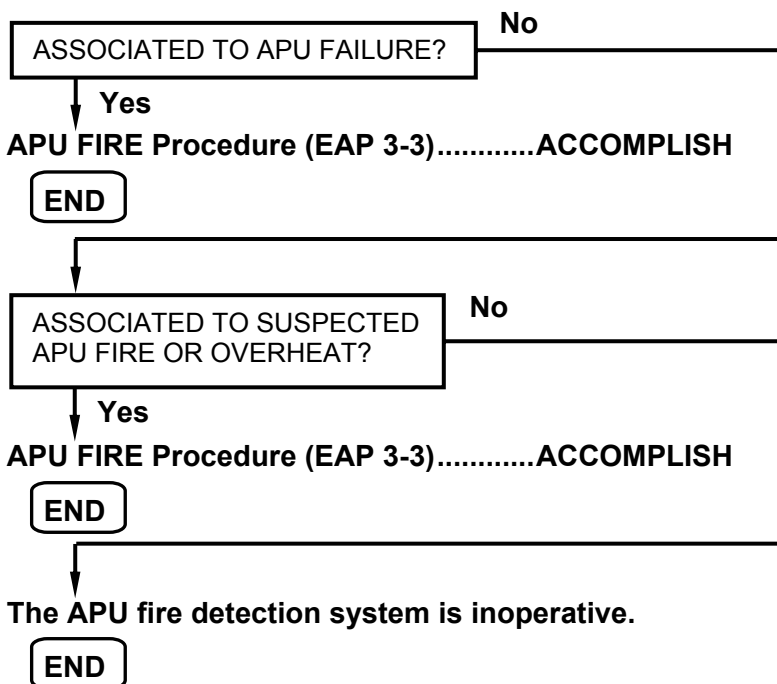 No
ASSOCIATED TO APU FAILURE?
Yes
APU FIRE Procedure (EAP 3-3)............ACCOMPLISH
END
No
ASSOCIATED TO SUSPECTED
APU FIRE OR OVERHEAT?
Yes
APU FIRE Procedure (EAP 3-3)............ACCOMPLISH
END
The APU fire detection system is inoperative.
END